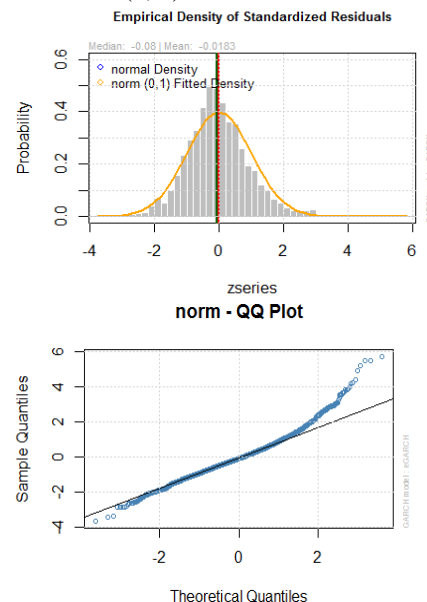 Empirical Density of Standardized Residuals
Median: -0.08 | Mean: -0.0183
normal Density
norm (0,1) Fitted Density
Probability
0.0
0.2
0.4
0.6
-4 -2 0 2 4 6
zseries
norm - QQ Plot
Sample Quantiles
-4
-2
0
2
4
6
-2 0 2
Theoretical Quantiles
GARCH model : eGARCH